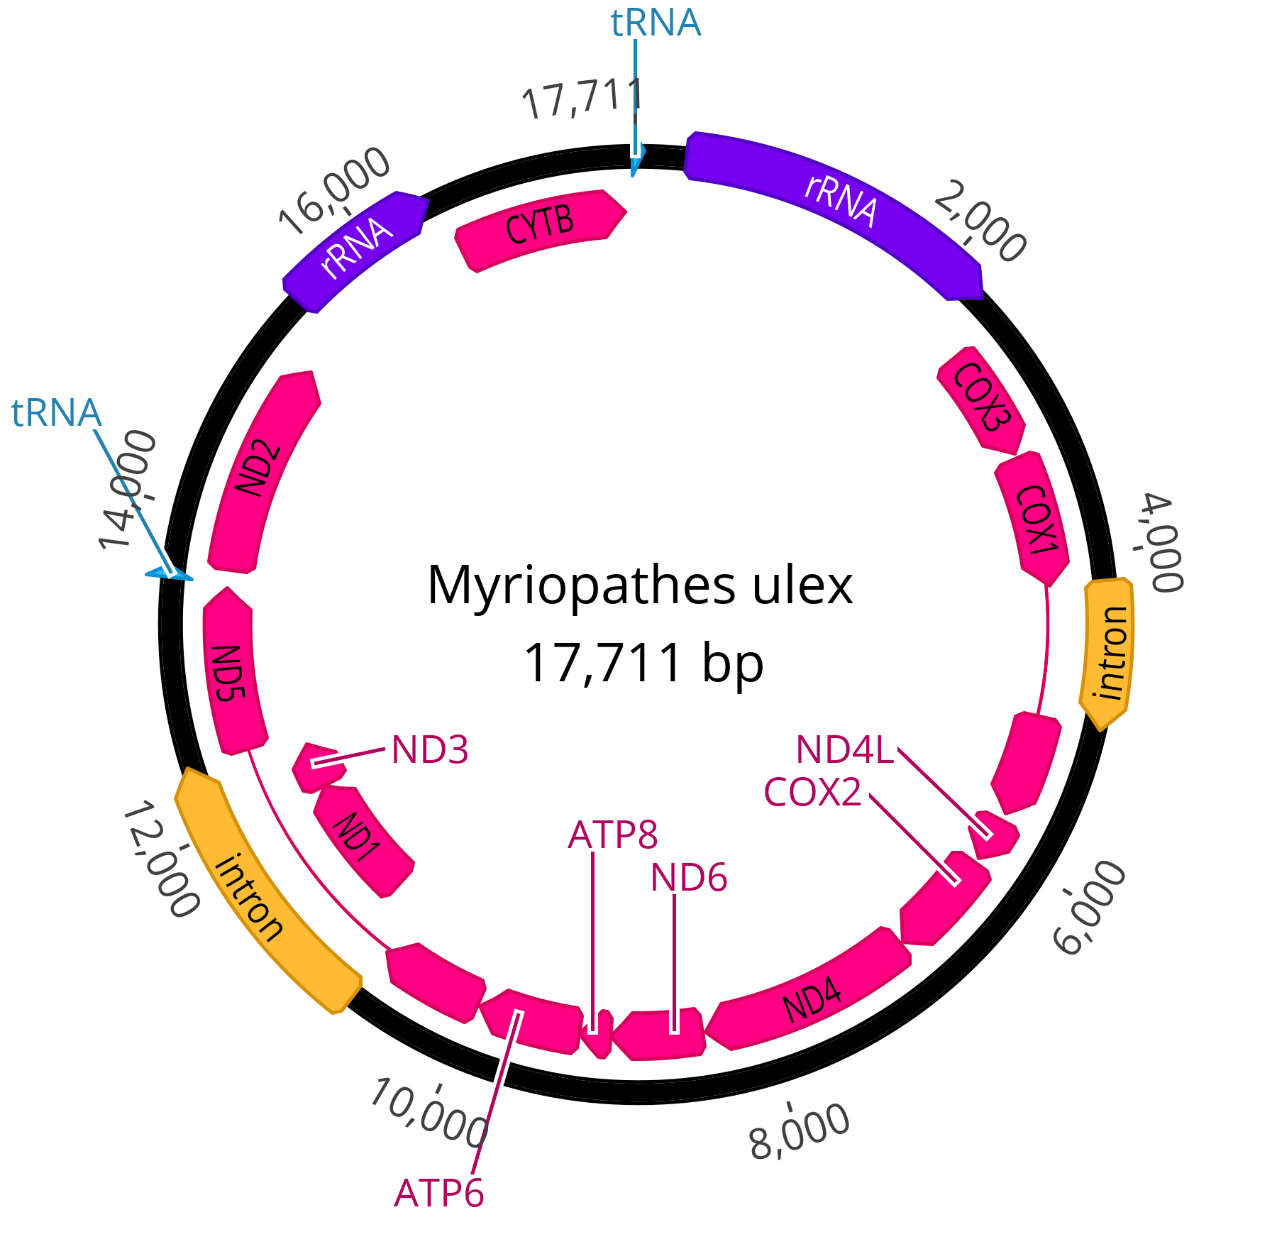 tRNA
17,711
rRNA
2,000
16,000
rRNA
CYTB
COX3
tRNA
14,000
ND2
COX1
4,000
intron
Myriopathes ulex
17,711 bp
ND5
ND3
ND4L
COX2
ND1
ATP8
ND6
12,000
intron
6,000
ND4
10,000
8,000
ATP6